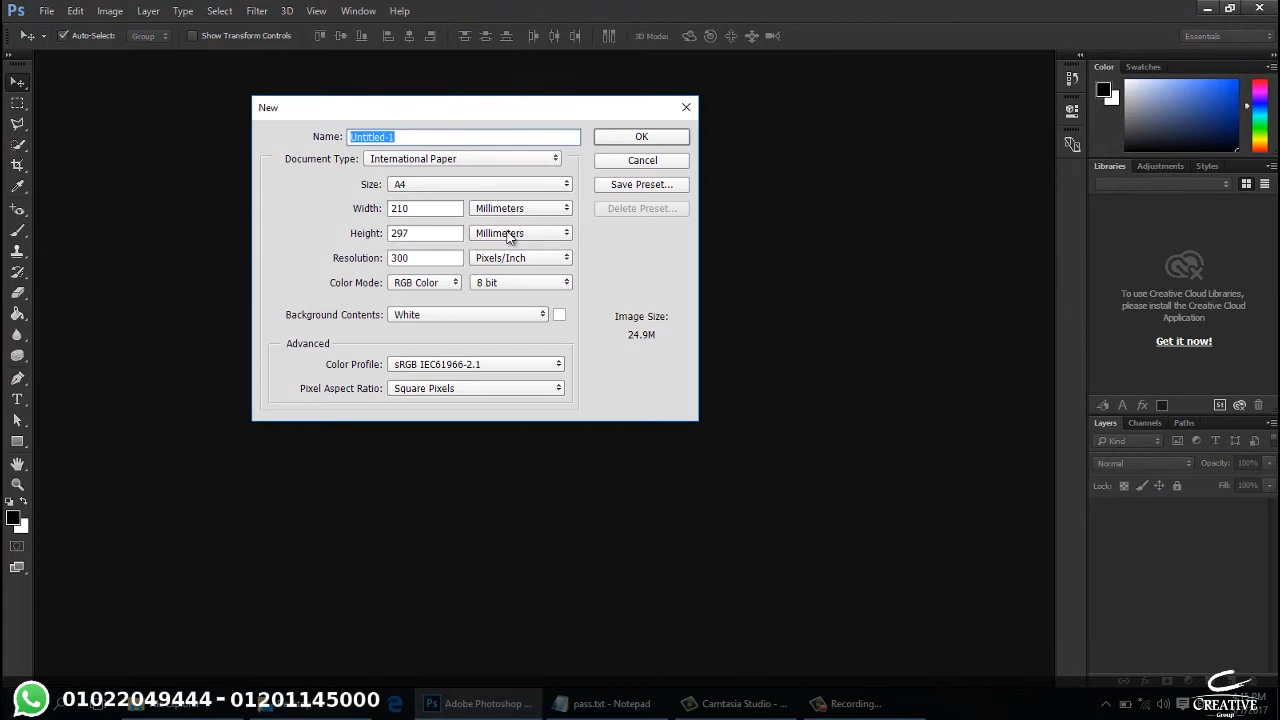 Ps File Edit Image Layer Type Select Filter 3D View Window Help
Auto-Select: Group Show Transform Controls 3D Mode: Essentials
New
Name: Untitled-1 OK
Document Type: International Paper Cancel
Size: A4 Save Preset...
Width: 210 Millimeters Delete Preset...
Height: 297 Millimeters
Resolution: 300 Pixels/Inch
Color Mode: RGB Color 8 bit
Background Contents: White
Image Size:
24.9M
Advanced
Color Profile: sRGB IEC61966-2.1
Pixel Aspect Ratio: Square Pixels
Color Swatches
Libraries Adjustments Styles
To use Creative Cloud Libraries,
please install the Creative Cloud
Application
Get it now!
St
Layers Channels Paths
Kind
Normal Opacity: 100%
Lock: Fill: 100%
01022049444 - 01201145000
Adobe Photoshop ... pass.txt - Notepad Camtasia Studio - ... Recording...
CREATIVE
Group